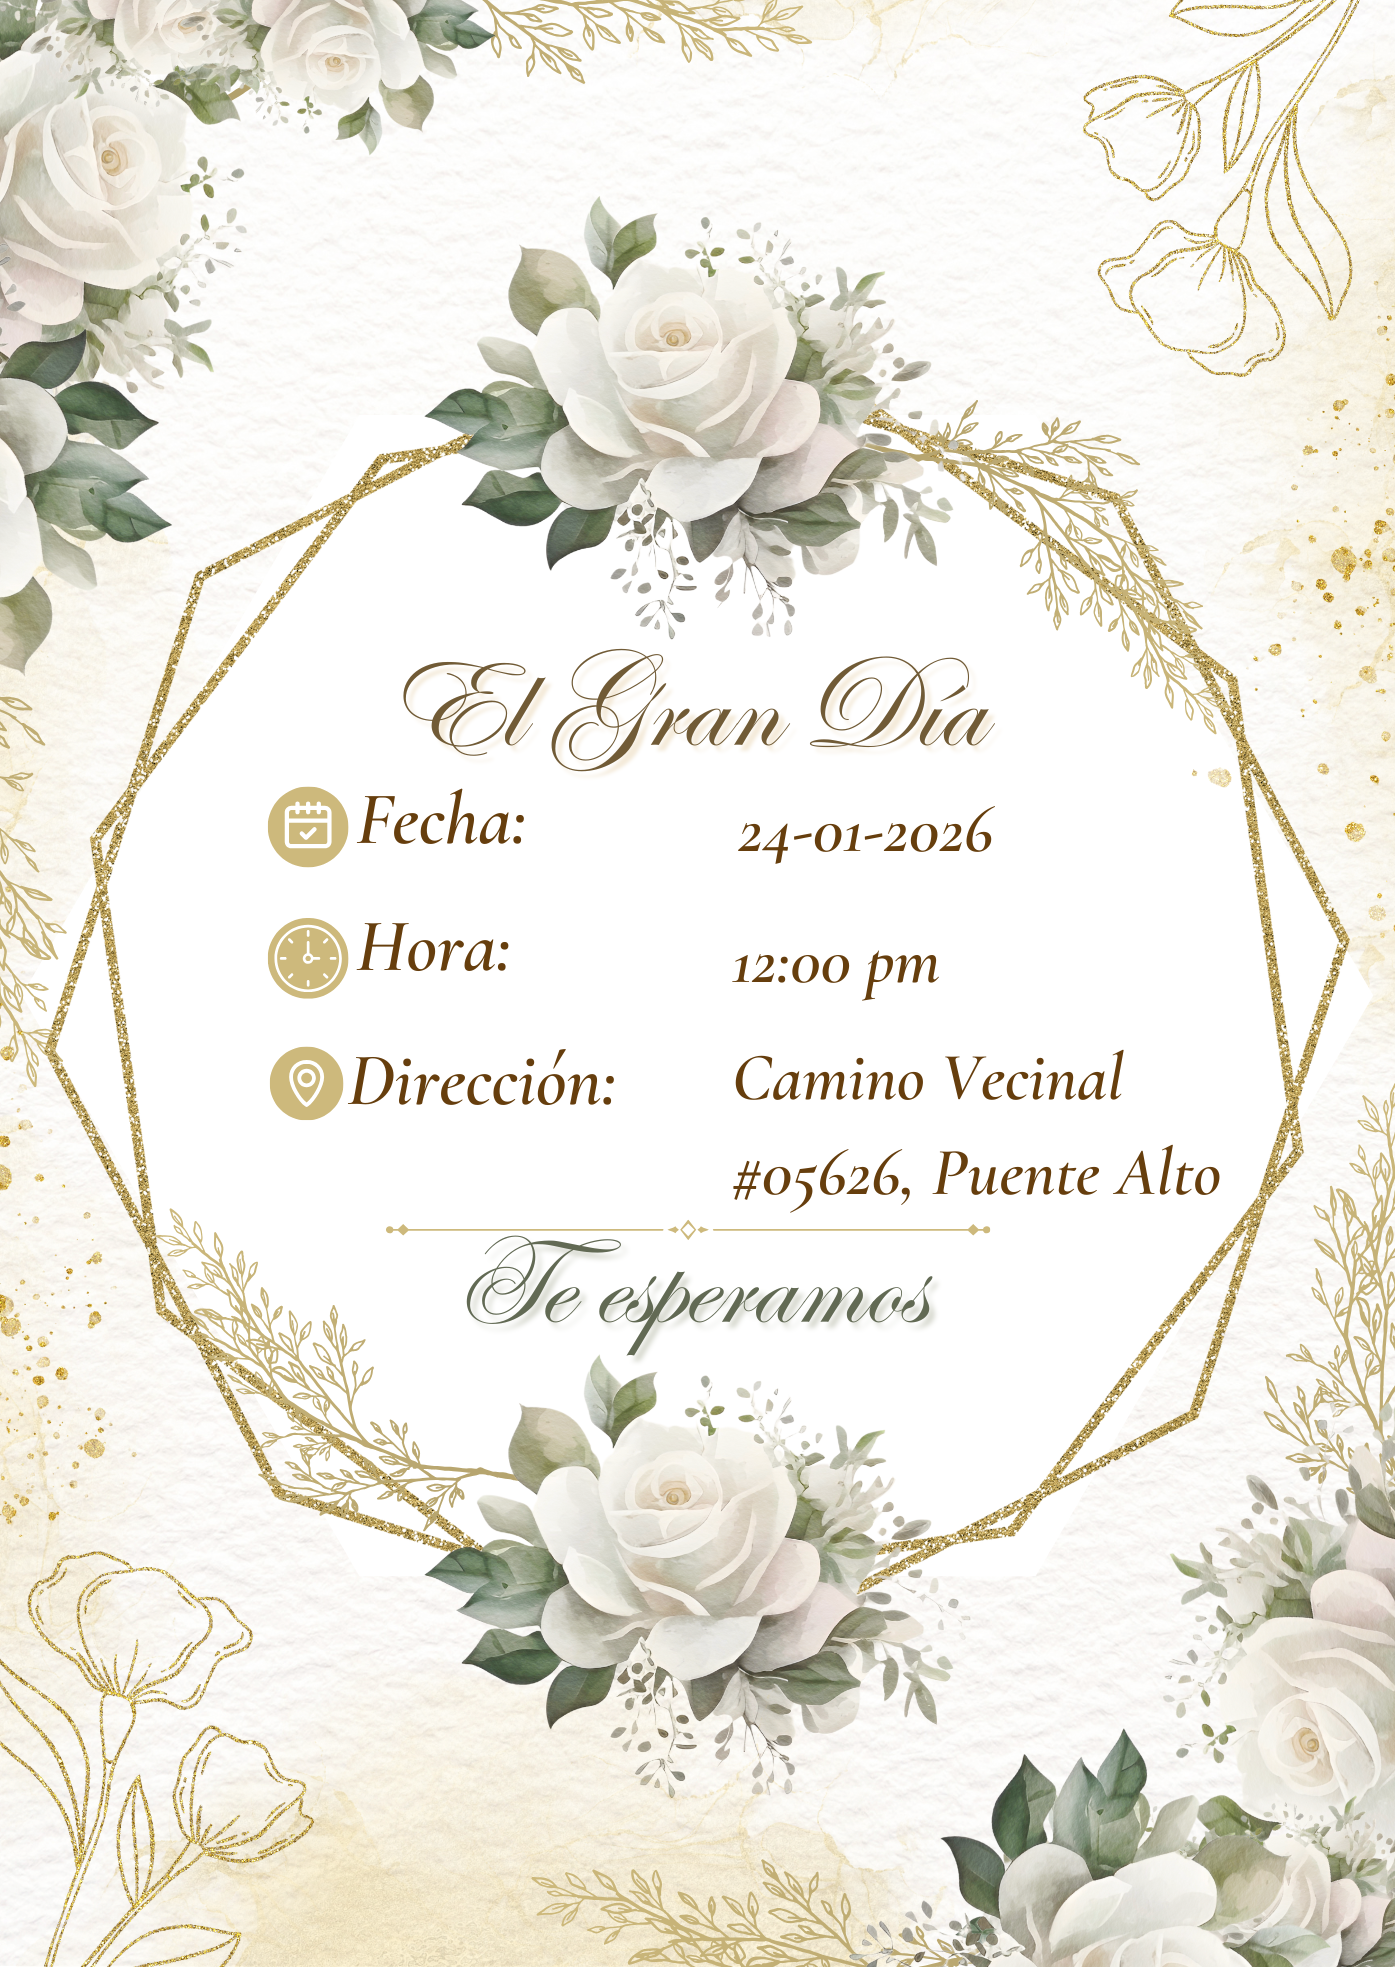 El Gran Día
Fecha: 24-01-2026
Hora: 12:00 pm
Dirección: Camino Vecinal
#05626, Puente Alto
Te esperamos